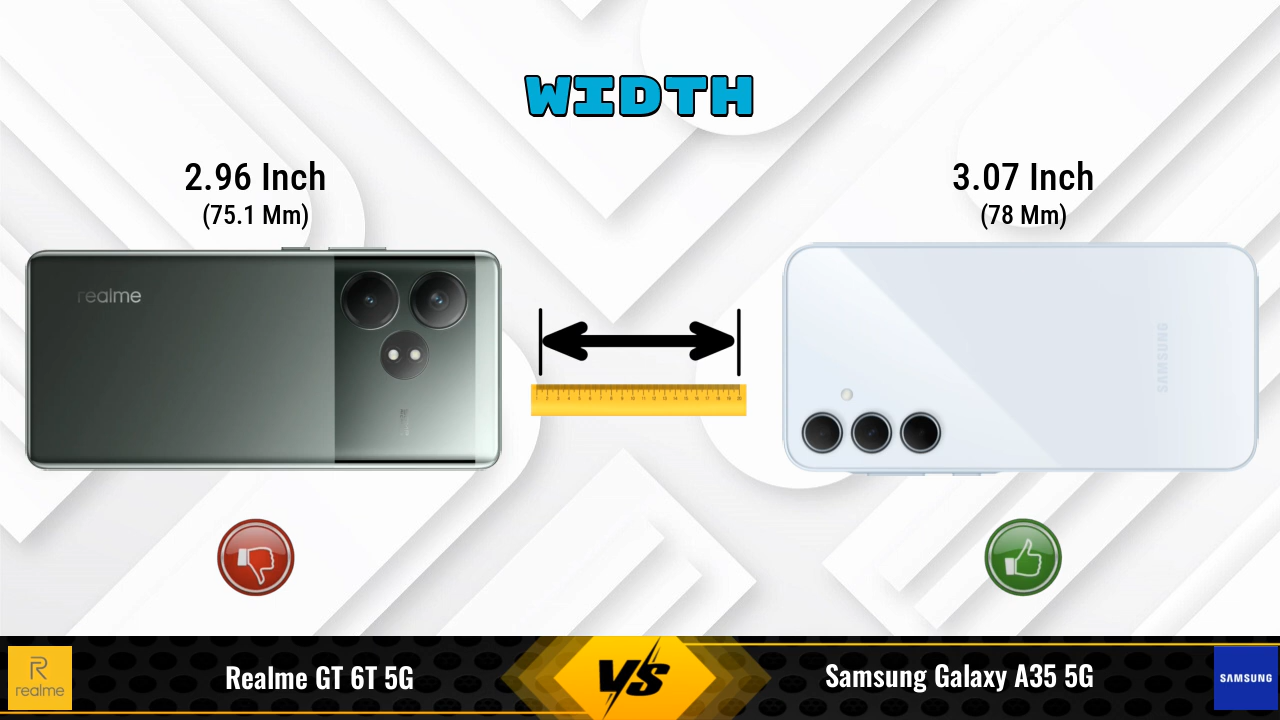 WIDTH
2.96 Inch
(75.1 Mm)
3.07 Inch
(78 Mm)
realme
SAMSUNG
realme
Realme GT 6T 5G
VS
Samsung Galaxy A35 5G
SAMSUNG